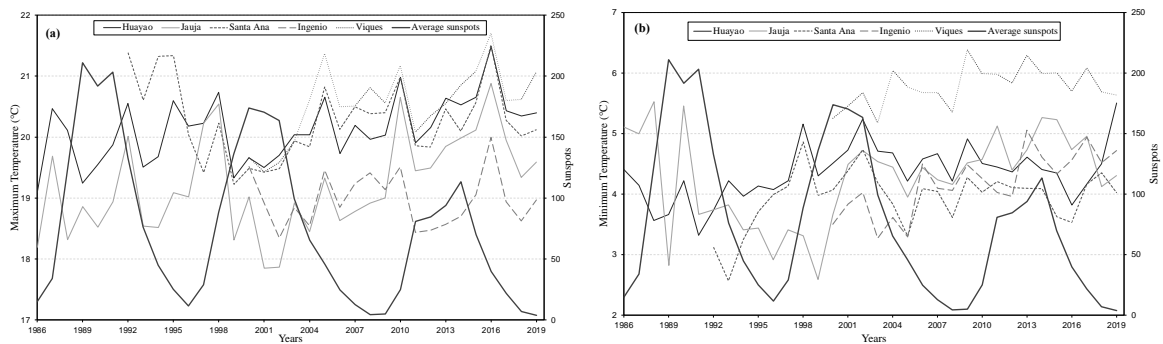 (a)
Huayao Jauja Santa Ana Ingenio Viques Average sunspots
Maximum Temperature (°C)
22
21
20
19
18
17
250
200
150
100
50
0
Sunspots
1986 1989 1992 1995 1998 2001 2004 2007 2010 2013 2016 2019
Years
(b)
Huayao Jauja Santa Ana Ingenio Viques Average sunspots
Minimum Temperature (°C)
7
6
5
4
3
2
250
200
150
100
50
0
Sunspots
1986 1989 1992 1995 1998 2001 2004 2007 2010 2013 2016 2019
Years